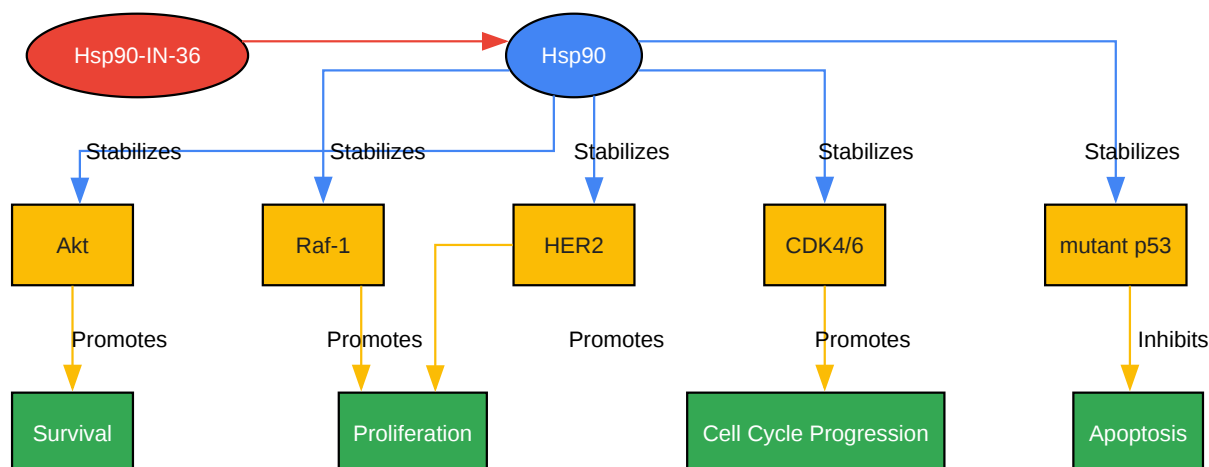 Hsp90-IN-36
Hsp90
Stabilizes
Stabilizes
Stabilizes
Stabilizes
Stabilizes
Akt
Raf-1
HER2
CDK4/6
mutant p53
Promotes
Promotes
Promotes
Promotes
Inhibits
Survival
Proliferation
Cell Cycle Progression
Apoptosis